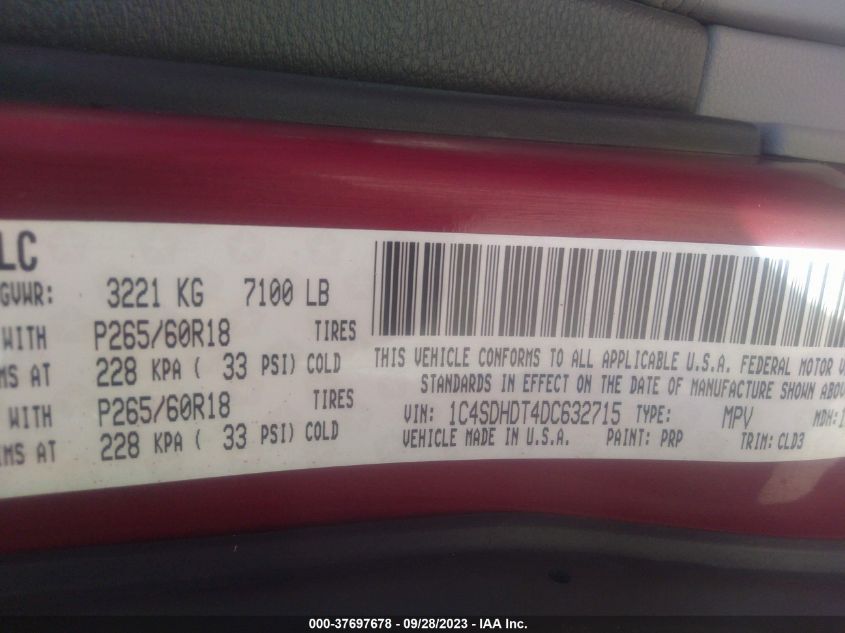 LC
GVWR: 3221 KG 7100 LB
WITH P265/60R18 TIRES
MS AT 228 KPA ( 33 PSI) COLD
WITH P265/60R18 TIRES
IMS AT 228 KPA ( 33 PSI) COLD
THIS VEHICLE CONFORMS TO ALL APPLICABLE U.S.A. FEDERAL MOTOR V
STANDARDS IN EFFECT ON THE DATE OF MANUFACTURE SHOWN ABOV
VIN: 1C4SDHDT4DC632715 TYPE: MPV MDH:1
VEHICLE MADE IN U.S.A. PAINT: PRP TRIM: CLD3
000-37697678 - 09/28/2023 - IAA Inc.